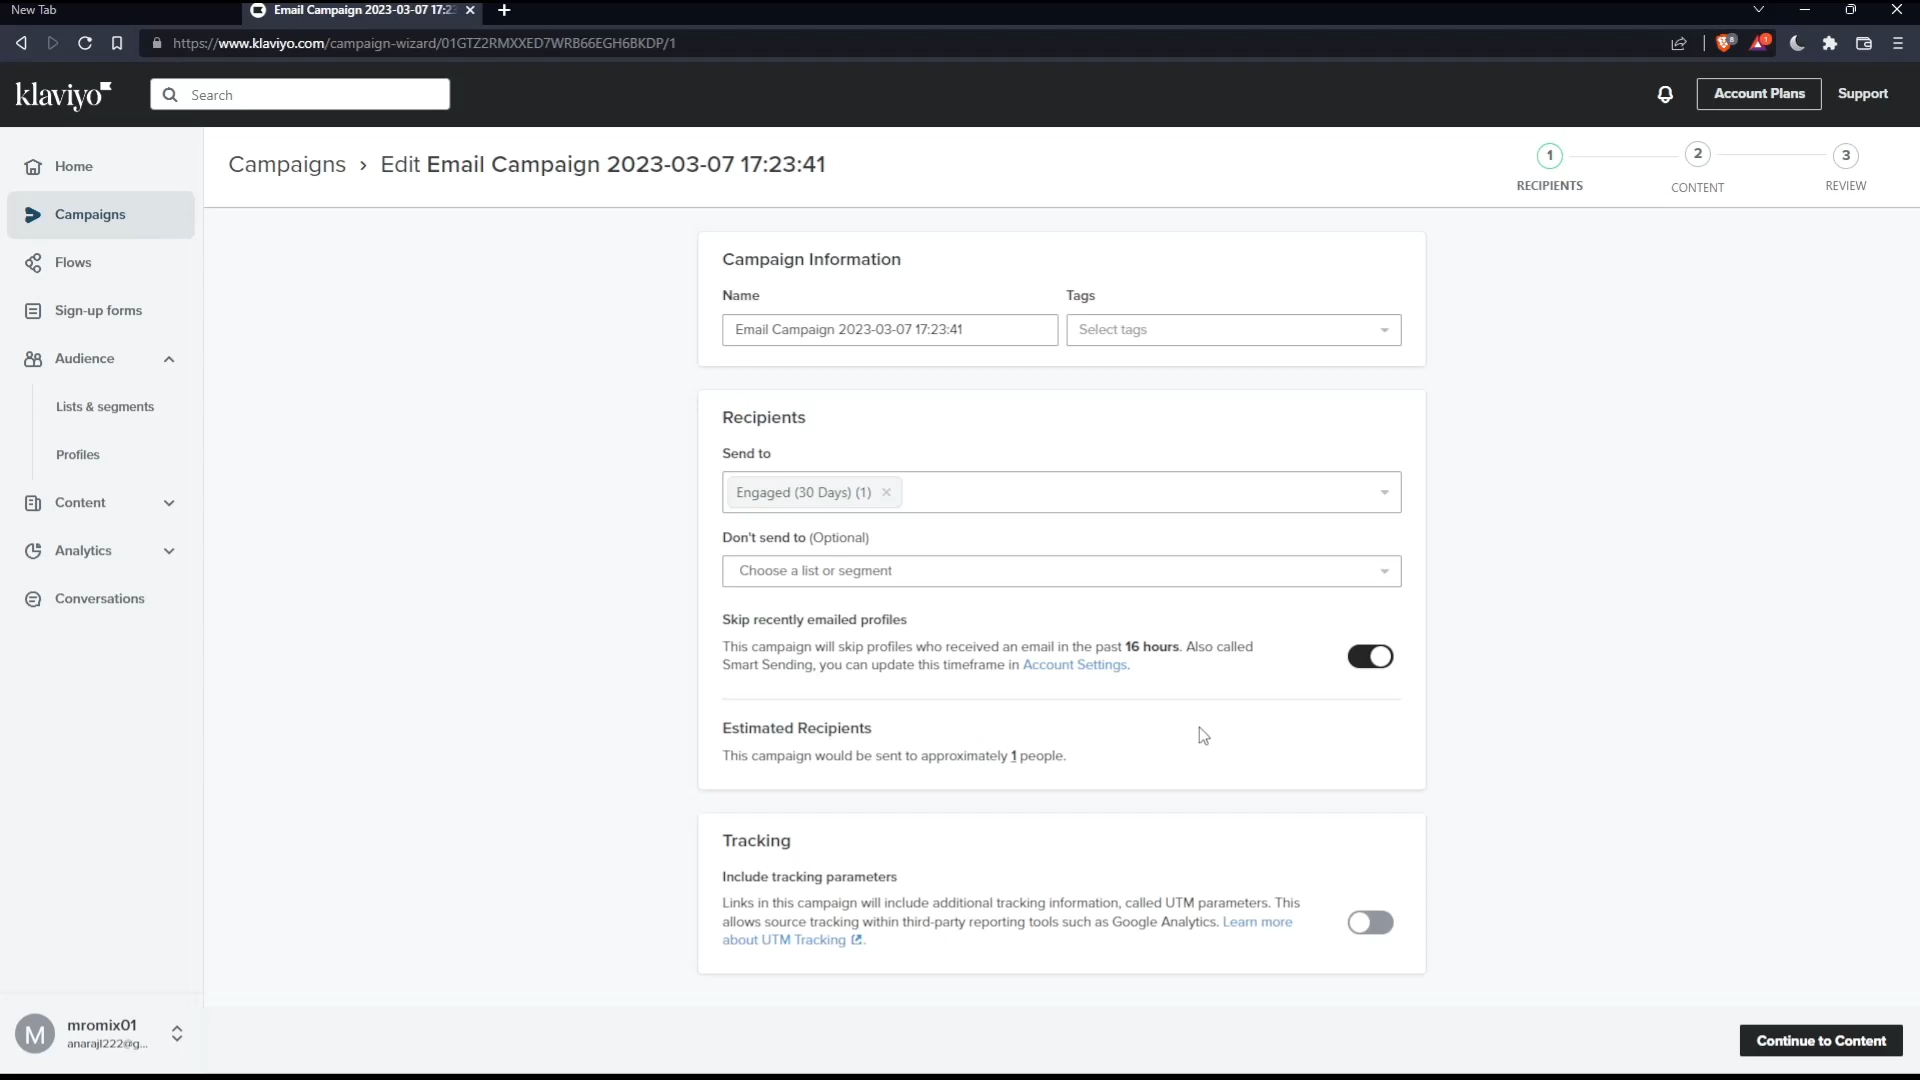 New Tab
Email Campaign 2023-03-07 17:2
https://www.klaviyo.com/campaign-wizard/01GTZ2RMXXED7WRB66EGH6BKDP/1
8
1
klaviyo
Search
Account Plans
Support
Home
Campaigns
Flows
Sign-up forms
Audience
Lists & segments
Profiles
Content
Analytics
Conversations
Campaigns › Edit Email Campaign 2023-03-07 17:23:41
1
RECIPIENTS
2
CONTENT
3
REVIEW
Campaign Information
Name
Tags
Email Campaign 2023-03-07 17:23:41
Select tags
Recipients
Send to
Engaged (30 Days) (1)
Don't send to (Optional)
Choose a list or segment
Skip recently emailed profiles
This campaign will skip profiles who received an email in the past 16 hours. Also called
Smart Sending, you can update this timeframe in Account Settings.
Estimated Recipients
This campaign would be sent to approximately 1 people.
Tracking
Include tracking parameters
Links in this campaign will include additional tracking information, called UTM parameters. This
allows source tracking within third-party reporting tools such as Google Analytics. Learn more
about UTM Tracking .
M
mromix01
anarajl222@g...
Continue to Content